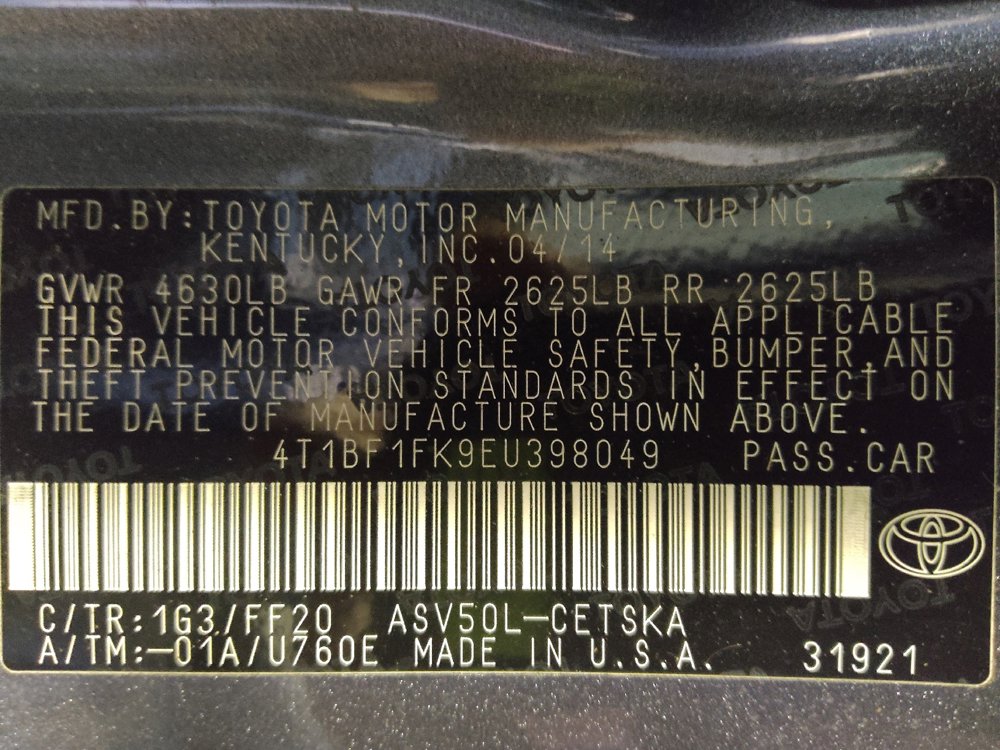 MFD.BY:TOYOTA MOTOR MANUFACTURING,
KENTUCKY,INC.04/14
GVWR 4630LB GAWR FR 2625LB RR 2625LB
THIS VEHICLE CONFORMS TO ALL APPLICABLE
FEDERAL MOTOR VEHICLE SAFETY,BUMPER,AND
THEFT PREVENTION STANDARDS IN EFFECT ON
THE DATE OF MANUFACTURE SHOWN ABOVE.
4T1BF1FK9EU398049 PASS.CAR
C/TR:1G3/FF20 ASV50L-CETSKA
A/TM:-01A/U760E MADE IN U.S.A. 31921